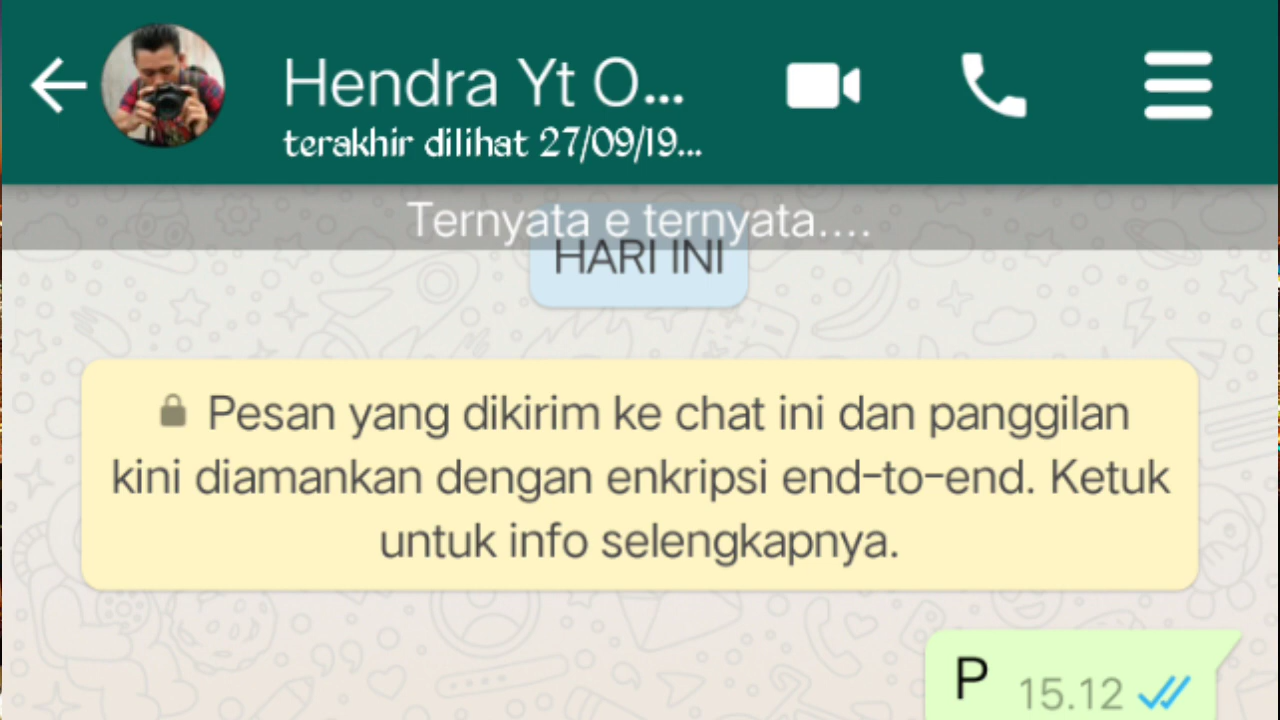 Hendra Yt O...
terakhir dilihat 27/09/19...
Ternyata e ternyata....
HARI INI
Pesan yang dikirim ke chat ini dan panggilan
kini diamankan dengan enkripsi end-to-end. Ketuk
untuk info selengkapnya.
P 15.12